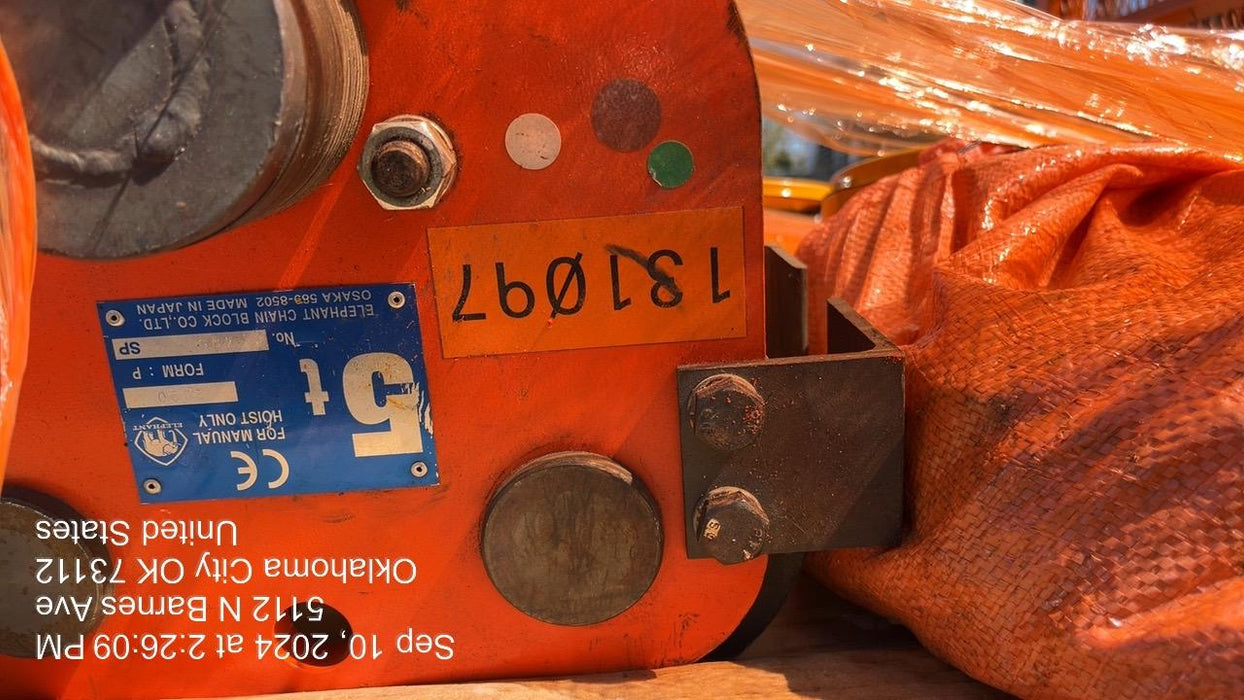 Sep 10, 2024 at 2:26:09 PM
5112 N Barnes Ave
Oklahoma City OK 73112
United States
CE
5t
FOR MANUAL
HOIST ONLY
ELEPHANT
FORM : P
No. SP
ELEPHANT CHAIN BLOCK CO.,LTD.
OSAKA 583-8502 MADE IN JAPAN
181Ø97